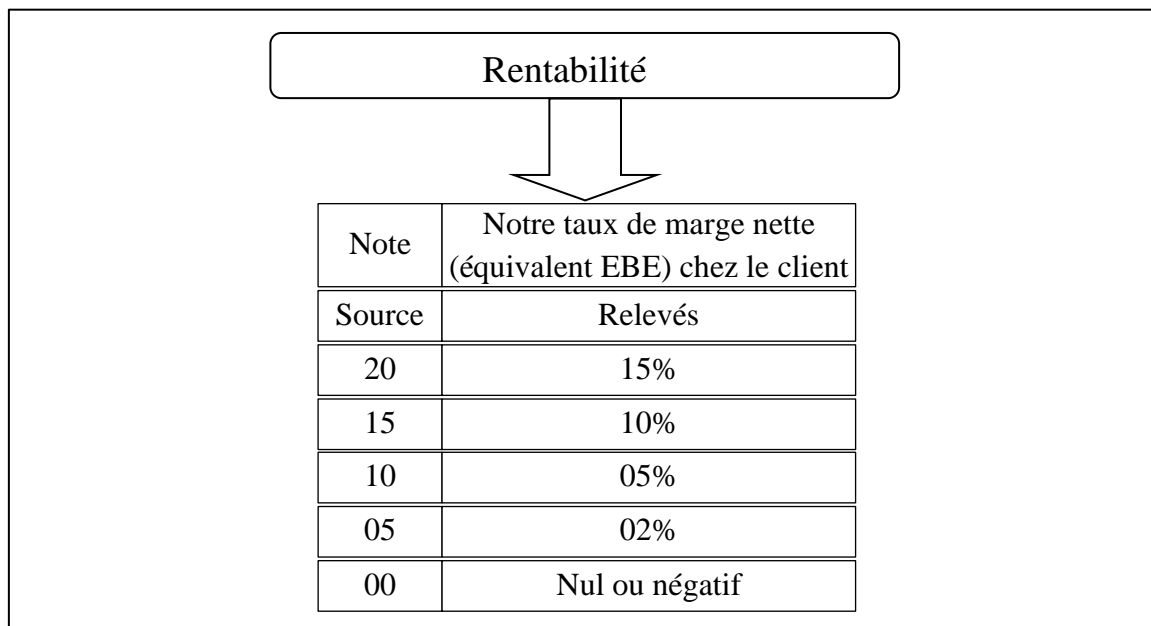 Rentabilité
Note
Notre taux de marge nette
(équivalent EBE) chez le client
Source Relevés
20 15%
15 10%
10 05%
05 02%
00 Nul ou négatif